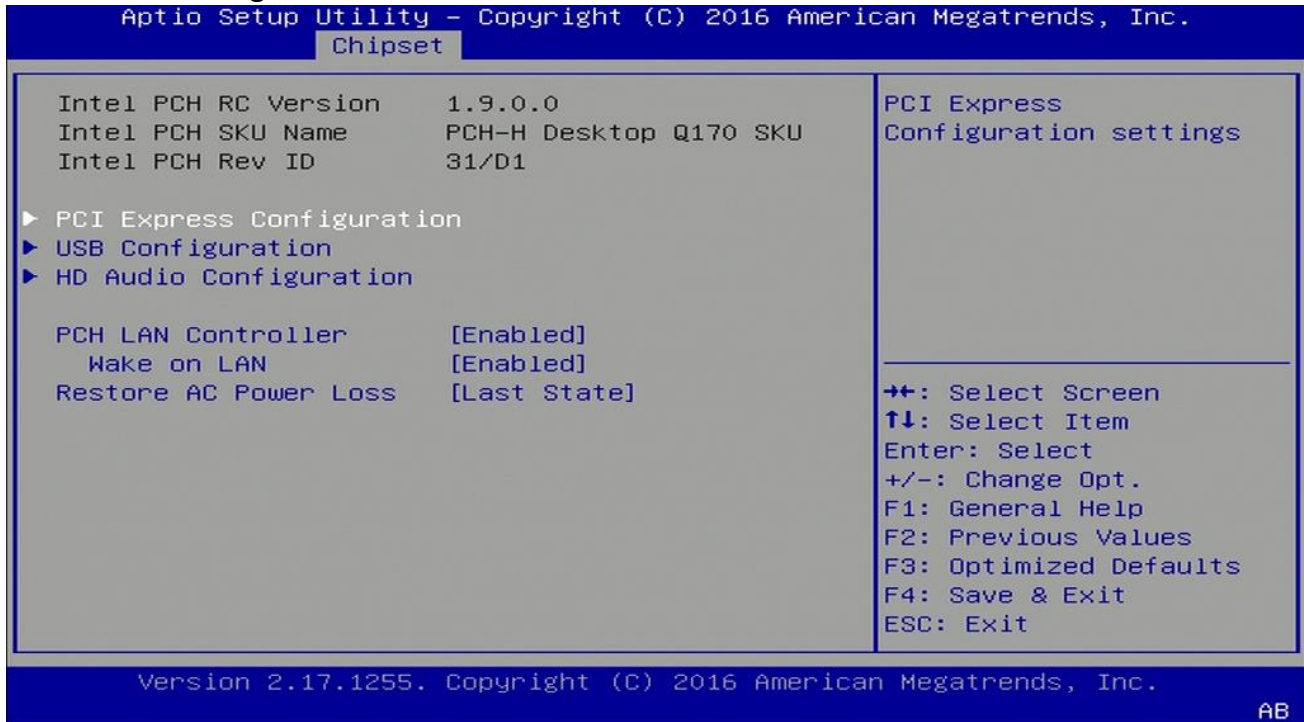 Aptio Setup Utility – Copyright (C) 2016 American Megatrends, Inc.
Chipset
Intel PCH RC Version 1.9.0.0
Intel PCH SKU Name PCH-H Desktop Q170 SKU
Intel PCH Rev ID 31/D1
► PCI Express Configuration
► USB Configuration
► HD Audio Configuration
PCH LAN Controller [Enabled]
Wake on LAN [Enabled]
Restore AC Power Loss [Last State]
PCI Express
Configuration settings
→←: Select Screen
↑↓: Select Item
Enter: Select
+/-: Change Opt.
F1: General Help
F2: Previous Values
F3: Optimized Defaults
F4: Save & Exit
ESC: Exit
Version 2.17.1255. Copyright (C) 2016 American Megatrends, Inc.
AB